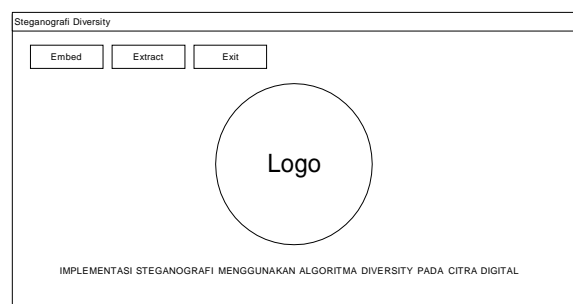 Steganografi Diversity
Embed Extract Exit
Logo
IMPLEMENTASI STEGANOGRAFI MENGGUNAKAN ALGORITMA DIVERSITY PADA CITRA DIGITAL